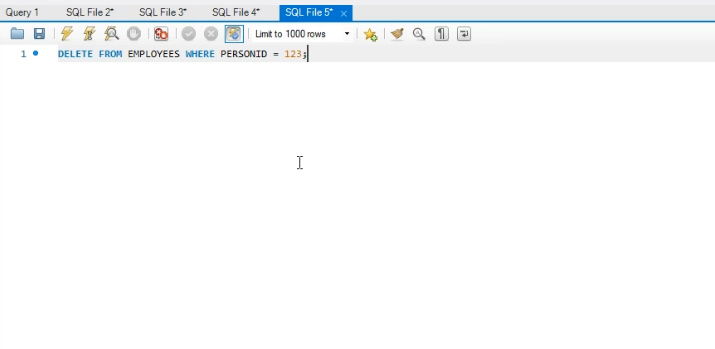 Query 1 SQL File 2* SQL File 3* SQL File 4* SQL File 5* ×
Limit to 1000 rows
1 DELETE FROM EMPLOYEES WHERE PERSONID = 123;